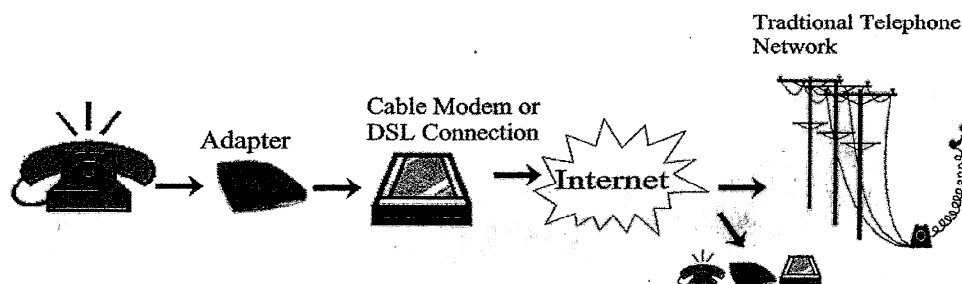 Tradtional Telephone
Network
Cable Modem or
DSL Connection
Adapter
Internet